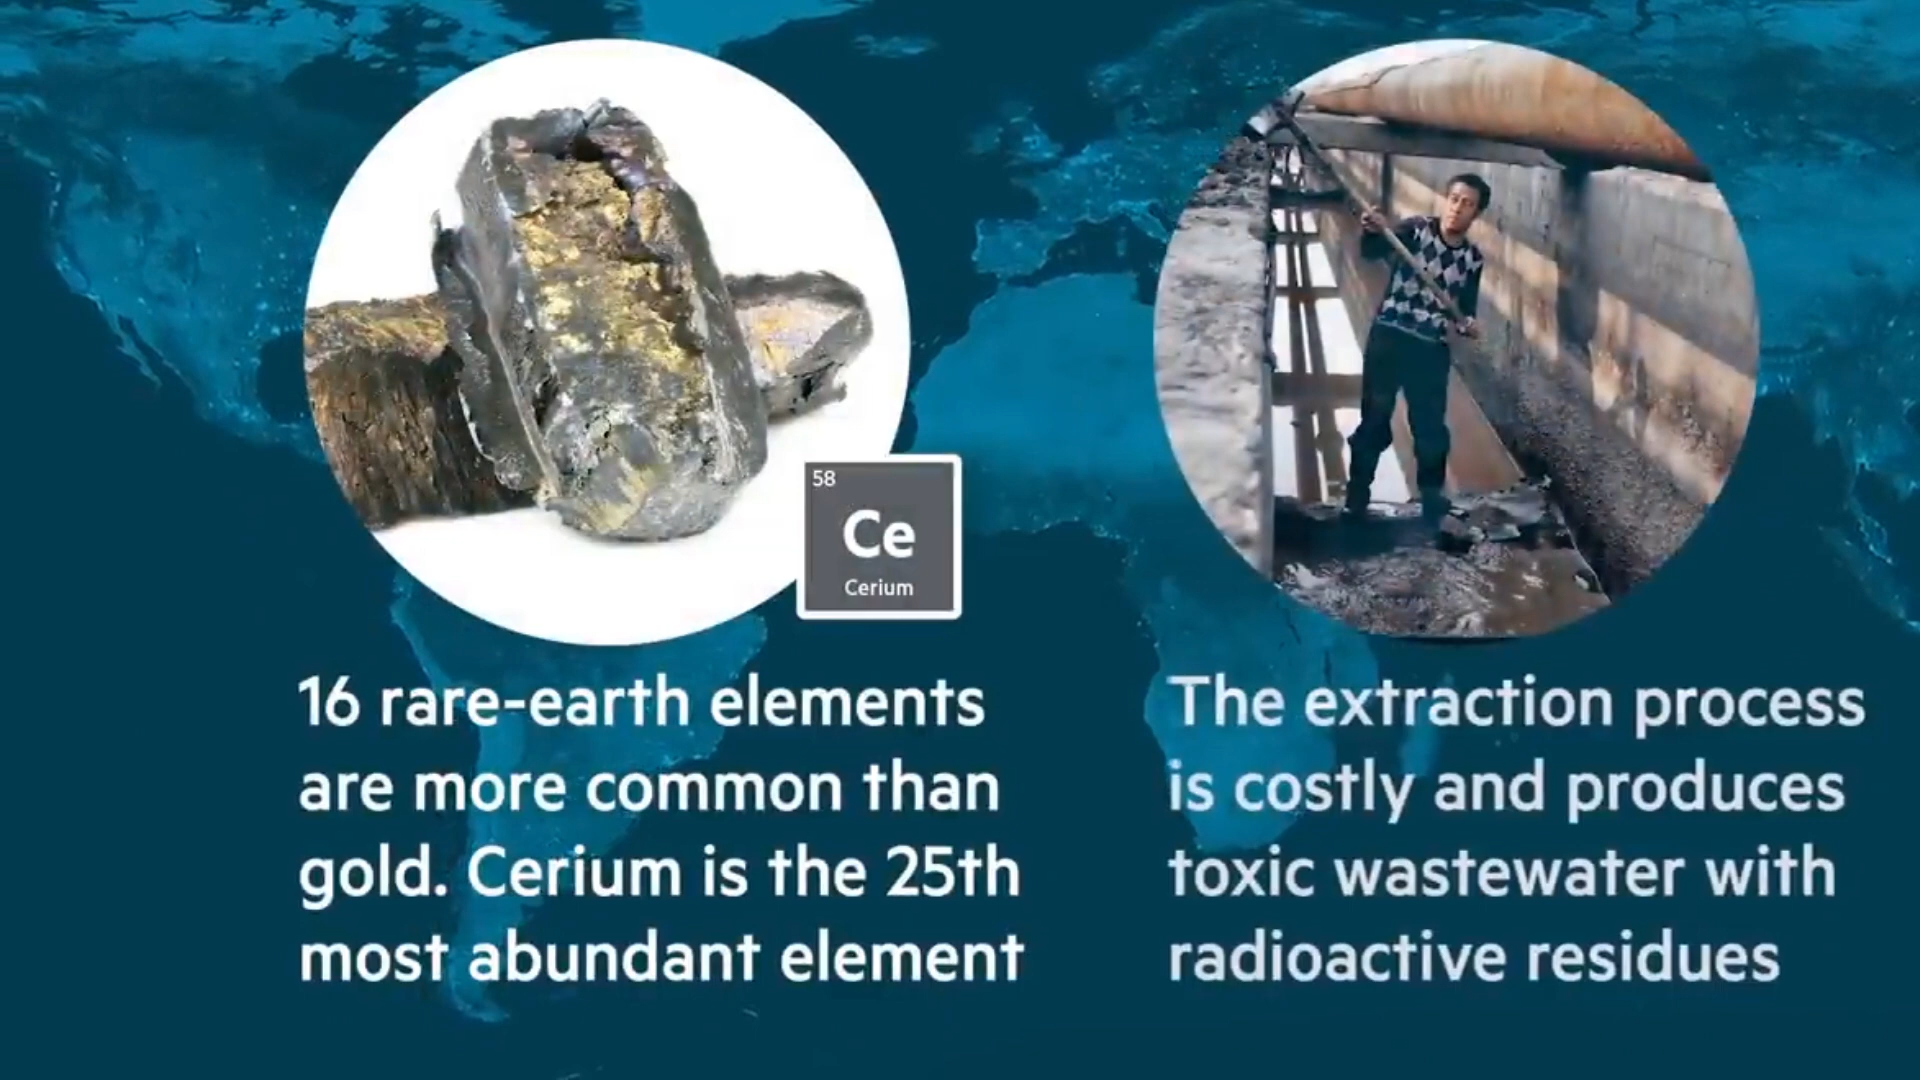 58
Ce
Cerium
16 rare-earth elements
are more common than
gold. Cerium is the 25th
most abundant element
The extraction process
is costly and produces
toxic wastewater with
radioactive residues